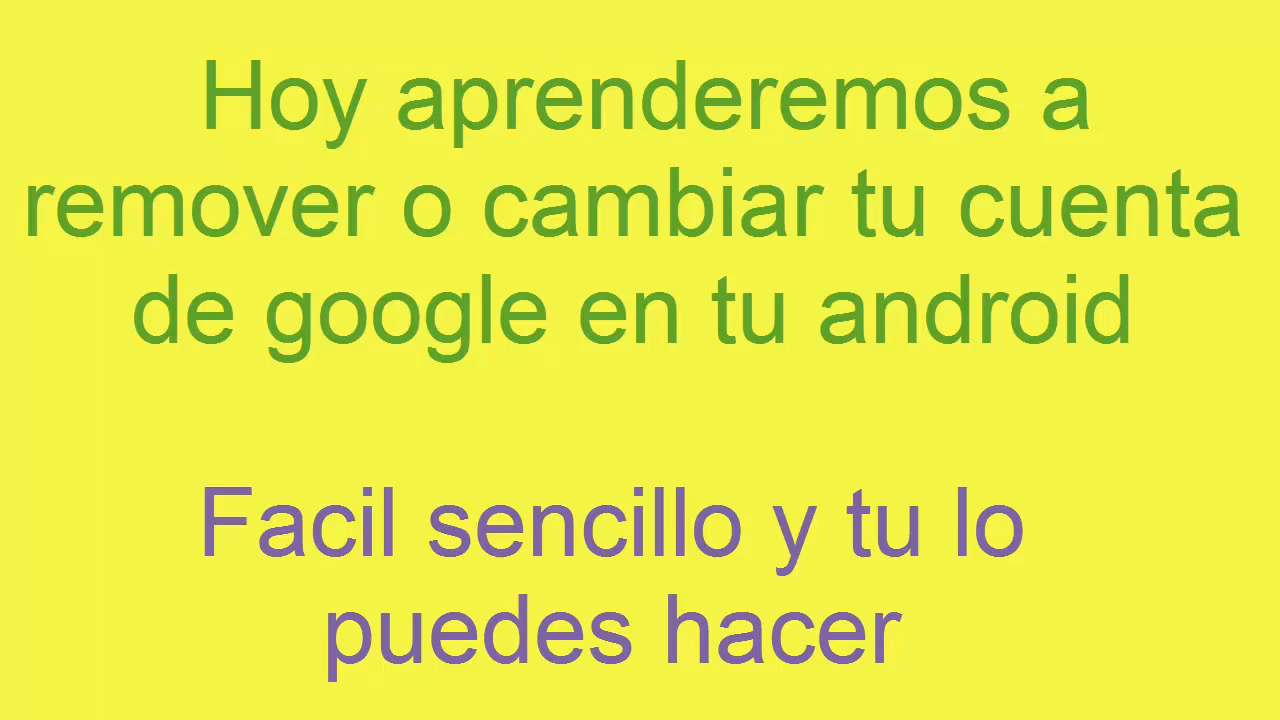 Hoy aprenderemos a
remover o cambiar tu cuenta
de google en tu android
Facil sencillo y tu lo
puedes hacer